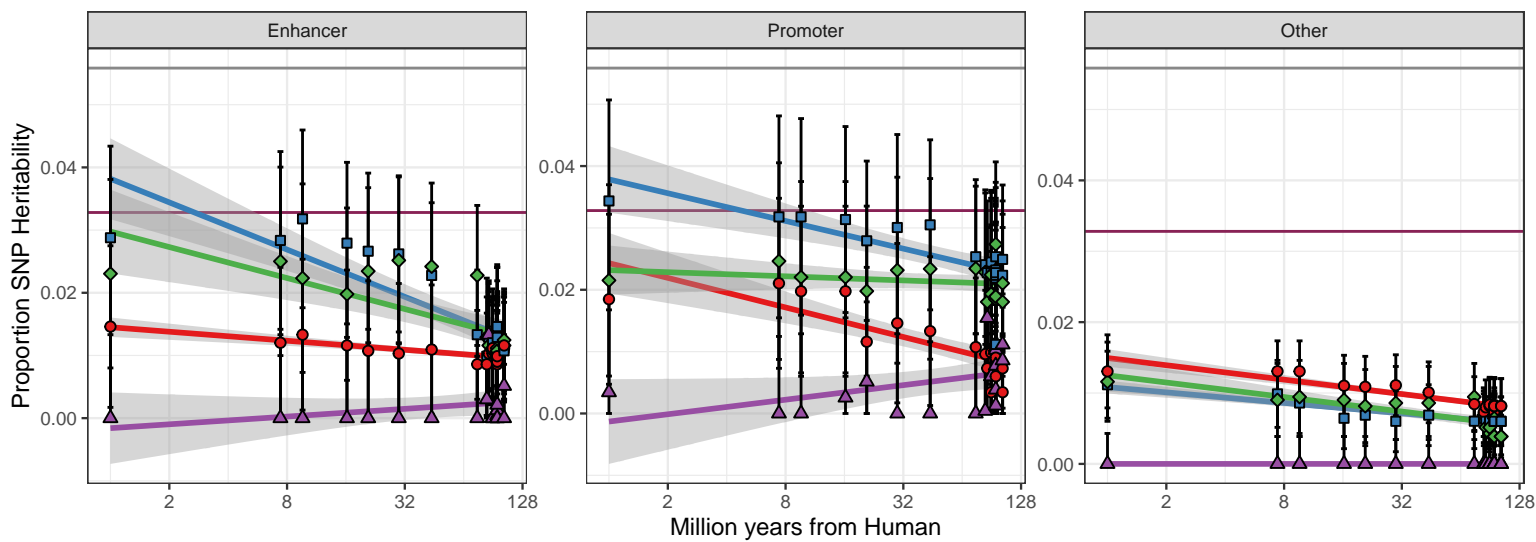 Enhancer Promoter Other
Proportion SNP Heritability
0.04 0.04 0.04
0.02 0.02 0.02
0.00 0.00 0.00
2 8 32 128 2 8 32 128 2 8 32 128
Million years from Human